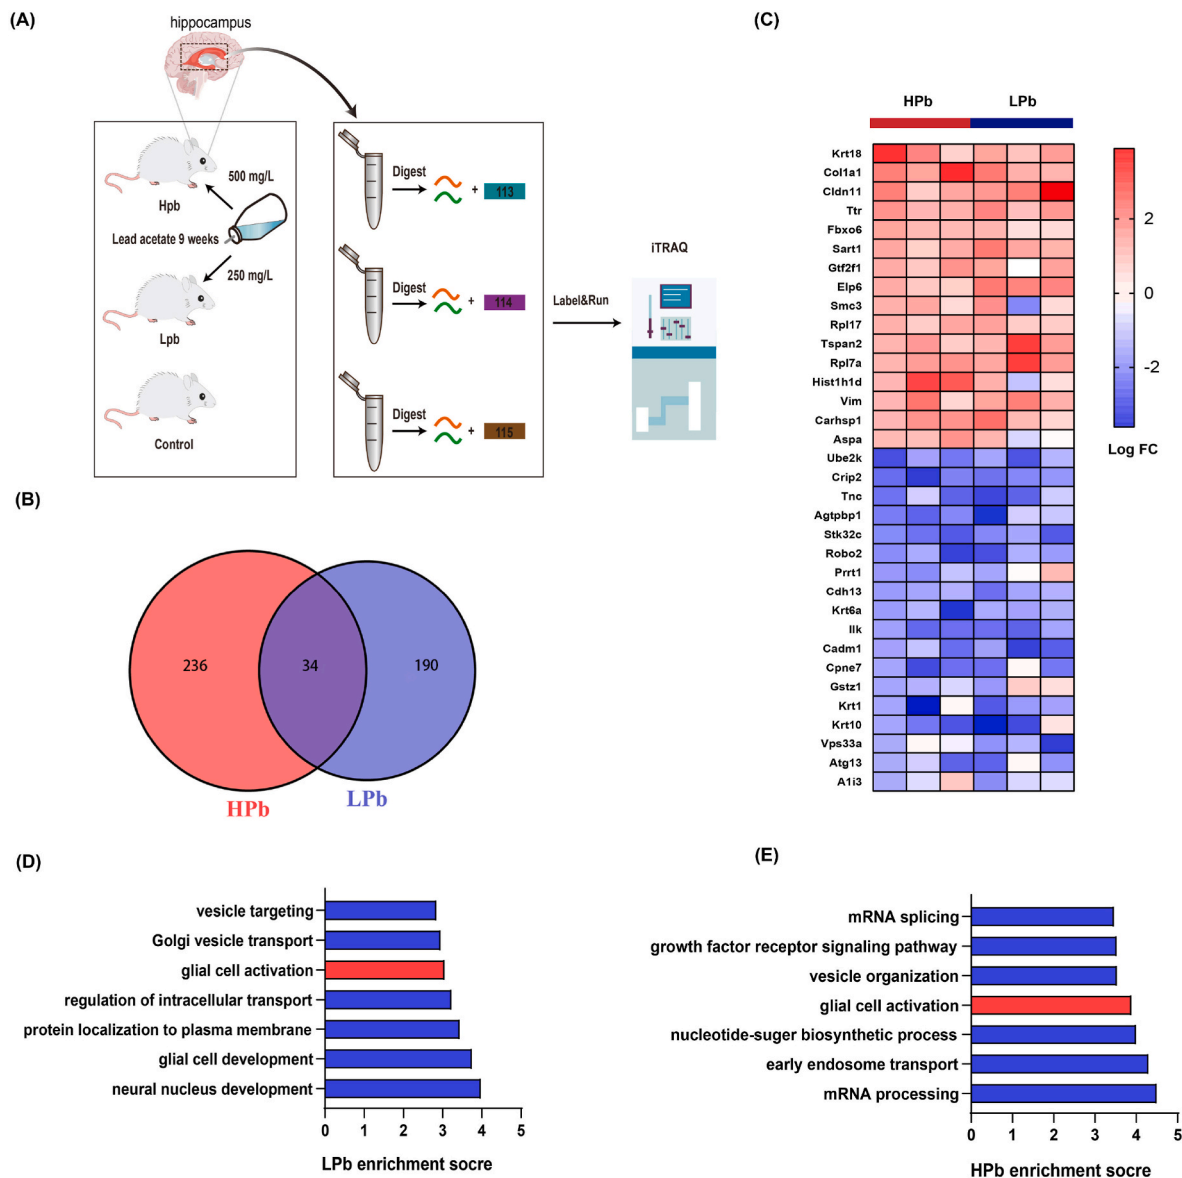 (A)
hippocampus
500 mg/L
Hpb
Lead acetate 9 weeks
250 mg/L
Lpb
Control
Digest
+
113
Digest
+
114
Digest
+
115
Label&Run
iTRAQ
(B)
236
34
190
HPb
LPb
(C)
HPb
LPb
Krt18
Col1a1
Cldn11
Ttr
Fbxo6
Sart1
Gtf2f1
Elp6
Smc3
Rpl17
Tspan2
Rpl7a
Hist1h1d
Vim
Carhsp1
Aspa
Ube2k
Crip2
Tnc
Agtpbp1
Stk32c
Robo2
Prrt1
Cdh13
Krt6a
Ilk
Cadm1
Cpne7
Gstz1
Krt1
Krt10
Vps33a
Atg13
A1i3
2
0
-2
Log FC
(D)
vesicle targeting
Golgi vesicle transport
glial cell activation
regulation of intracellular transport
protein localization to plasma membrane
glial cell development
neural nucleus development
0 1 2 3 4 5
LPb enrichment socre
(E)
mRNA splicing
growth factor receptor signaling pathway
vesicle organization
glial cell activation
nucleotide-suger biosynthetic process
early endosome transport
mRNA processing
0 1 2 3 4 5
HPb enrichment socre